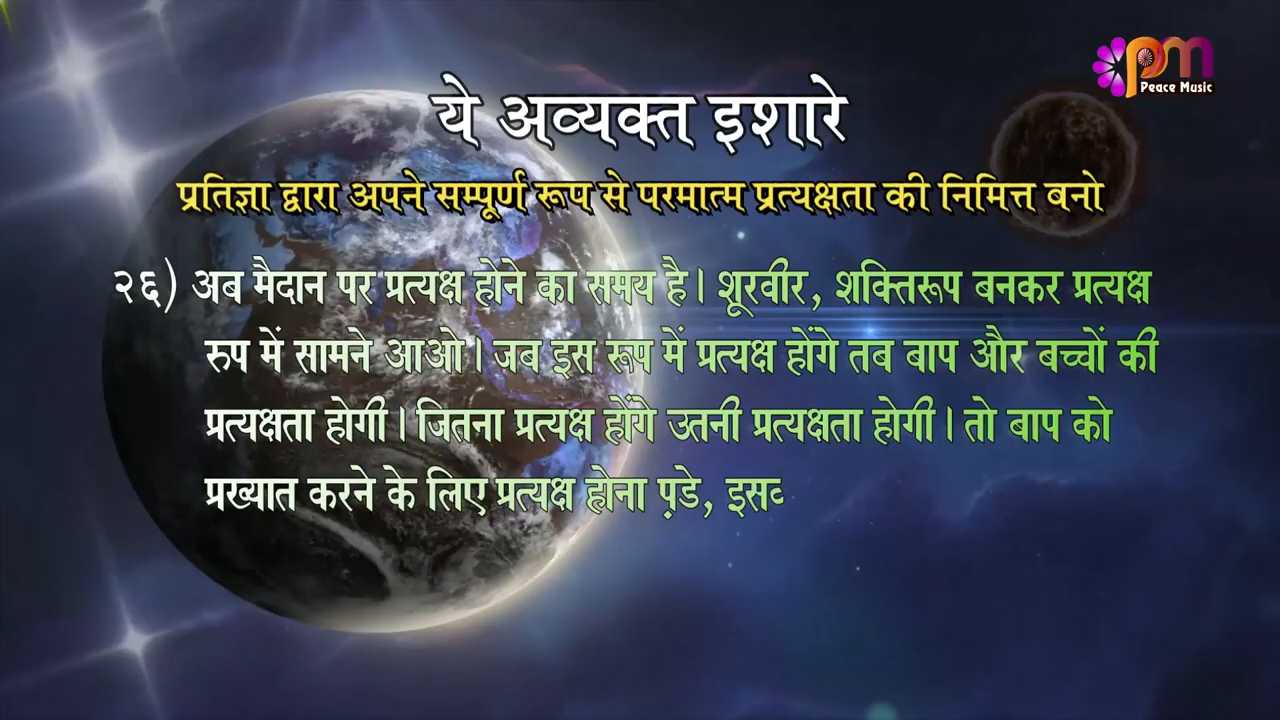 pm
Peace Music
ये अव्यक्त इशारे
प्रतिज्ञा द्वारा अपने सम्पूर्ण रूप से परमात्म प्रत्यक्षता की निमित्त बनो
२६) अब मैदान पर प्रत्यक्ष होने का समय है। शूरवीर, शक्तिरूप बनकर प्रत्यक्ष
रुप में सामने आओ। जब इस रूप में प्रत्यक्ष होंगे तब बाप और बच्चों की
प्रत्यक्षता होगी। जितना प्रत्यक्ष होंगे उतनी प्रत्यक्षता होगी। तो बाप को
प्रख्यात करने के लिए प्रत्यक्ष होना प़डे,